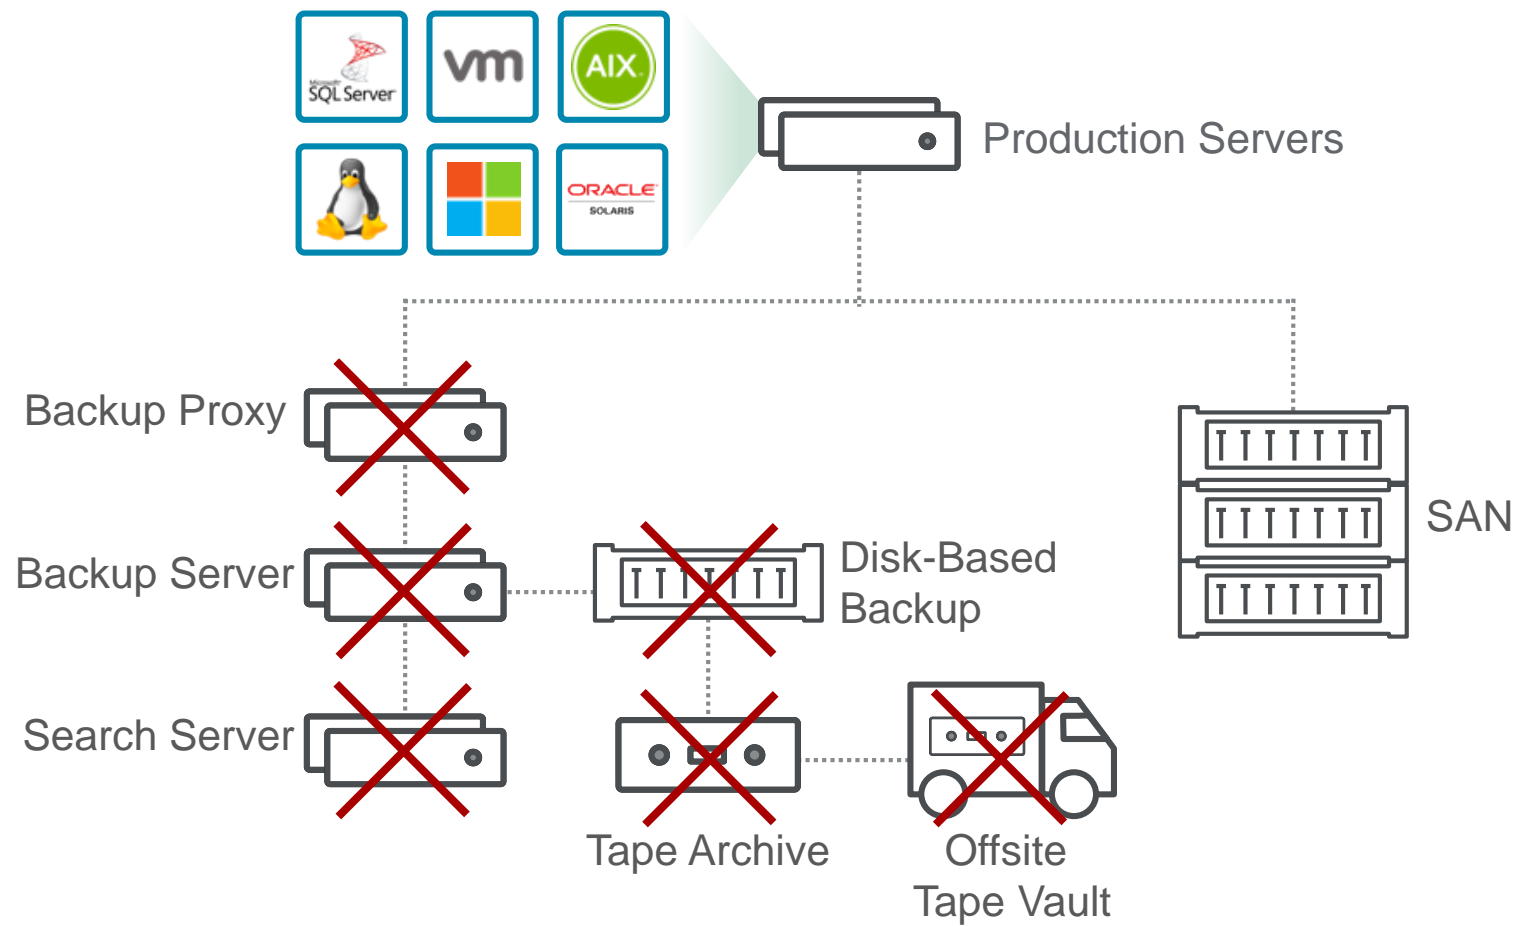 Microsoft
SQL Server
vm
AIX
ORACLE
SOLARIS
Production Servers
Backup Proxy
SAN
Backup Server
Disk-Based
Backup
Search Server
Tape Archive
Offsite
Tape Vault